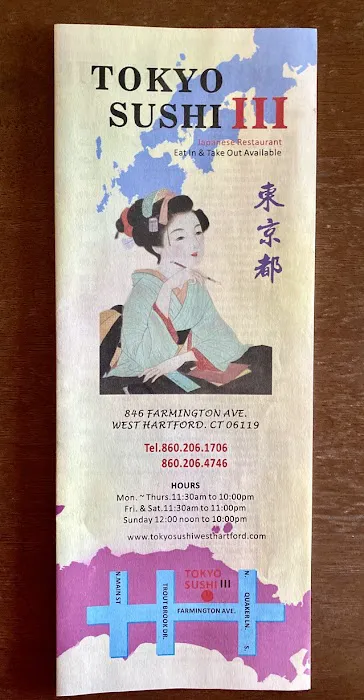 TOKYO
SUSHI III
Japanese Restaurant
Eat In & Take Out Available
東京都
846 FARMINGTON AVE.
WEST HARTFORD. CT 06119
Tel.860.206.1706
860.206.4746
HOURS
Mon. ~ Thurs.11:30am to 10:00pm
Fri. & Sat.11:30am to 11:00pm
Sunday 12:00 noon to 10:00pm
www.tokyosushiwesthartford.com
TOKYO
SUSHI III
N.MAIN ST
TROUT BROOK DR.
FARMINGTON AVE.
N. QUAKER LN. S.